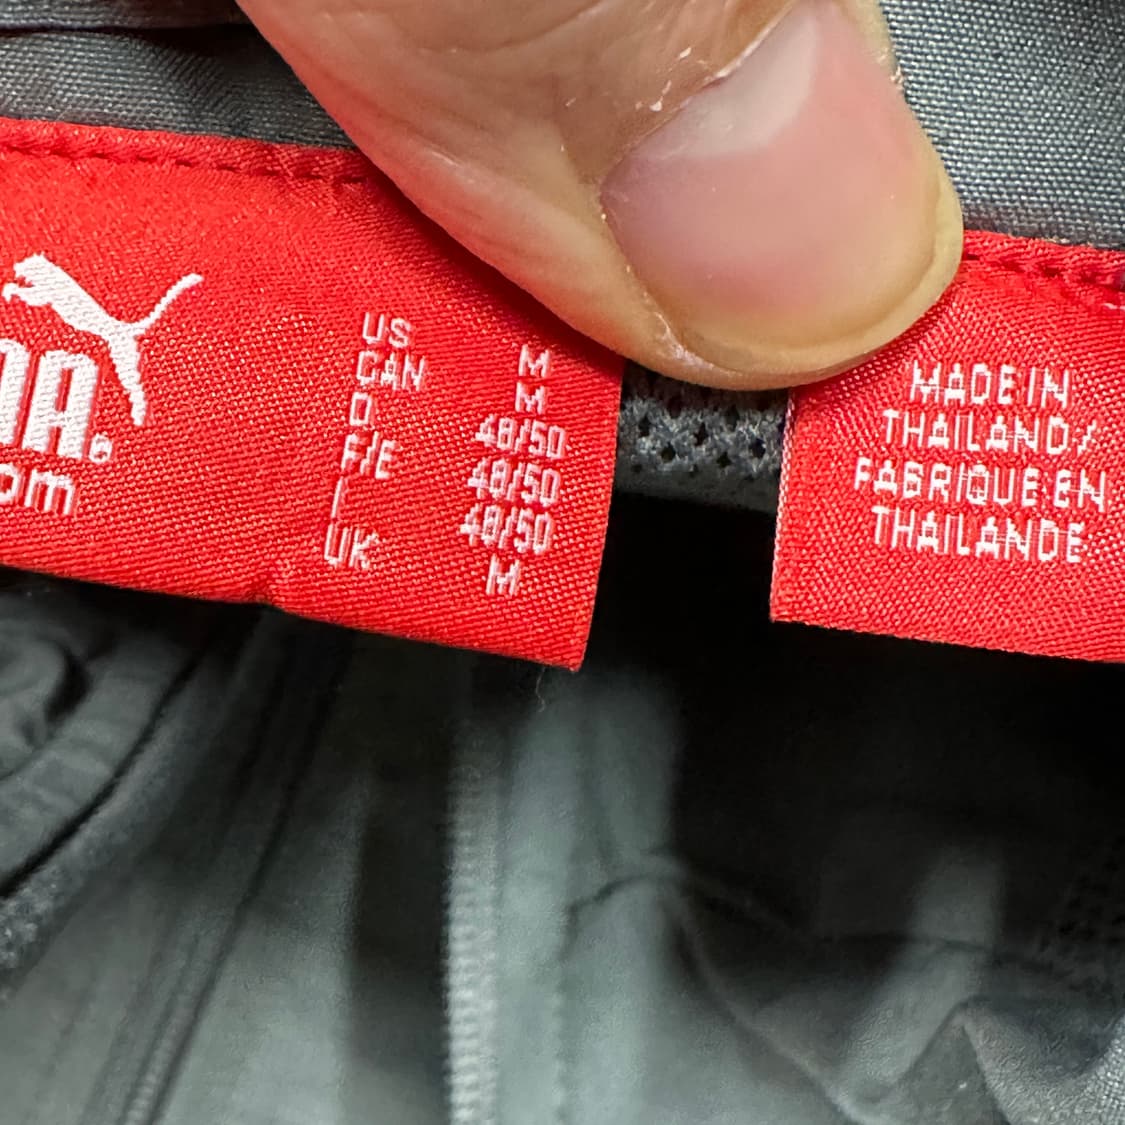 US M
CAN M
D 48/50
F/E 48/50
I 48/50
UK M
MADE IN
THAILAND/
FABRIQUE EN
THAILANDE